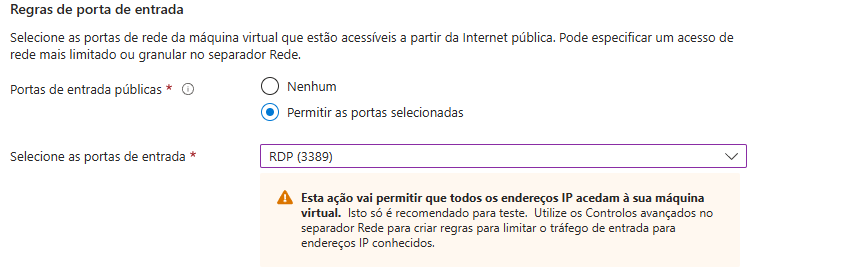 Regras de porta de entrada
Selecione as portas de rede da máquina virtual que estão acessíveis a partir da Internet pública. Pode especificar um acesso de
rede mais limitado ou granular no separador Rede.
Portas de entrada públicas *
Nenhum
Permitir as portas selecionadas
Selecione as portas de entrada *
RDP (3389)
Esta ação vai permitir que todos os endereços IP acedam à sua máquina
virtual. Isto só é recomendado para teste. Utilize os Controlos avançados no
separador Rede para criar regras para limitar o tráfego de entrada para
endereços IP conhecidos.